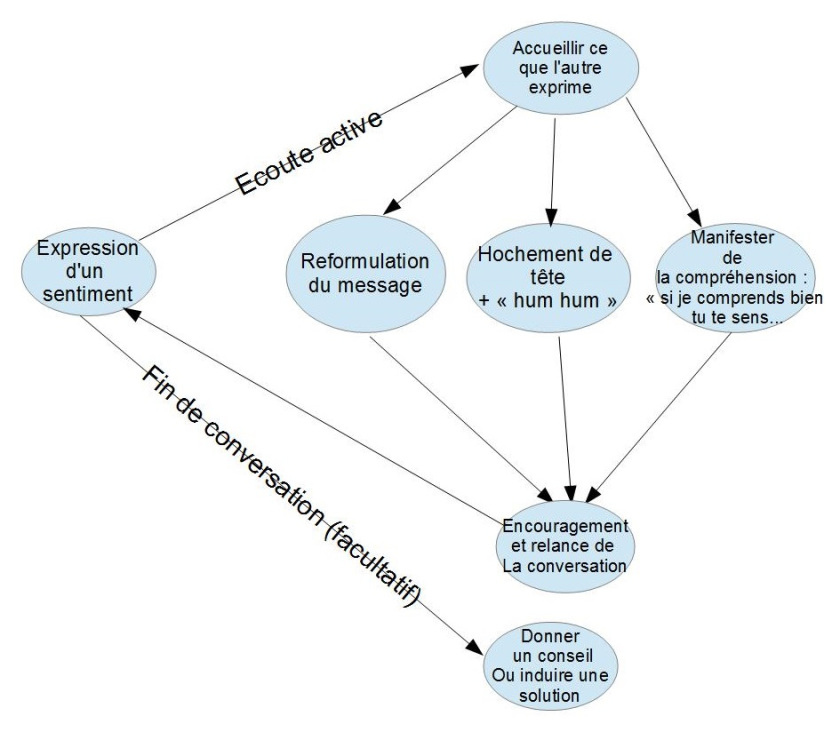 Accueillir ce
que l'autre
exprime
Ecoute active
Expression
d'un
sentiment
Reformulation
du message
Hochement de
tête
+ « hum hum »
Manifester
de
la compréhension :
« si je comprends bien
tu te sens...
Fin de conversation (facultatif)
Encouragement
et relance de
La conversation
Donner
un conseil
Ou induire une
solution